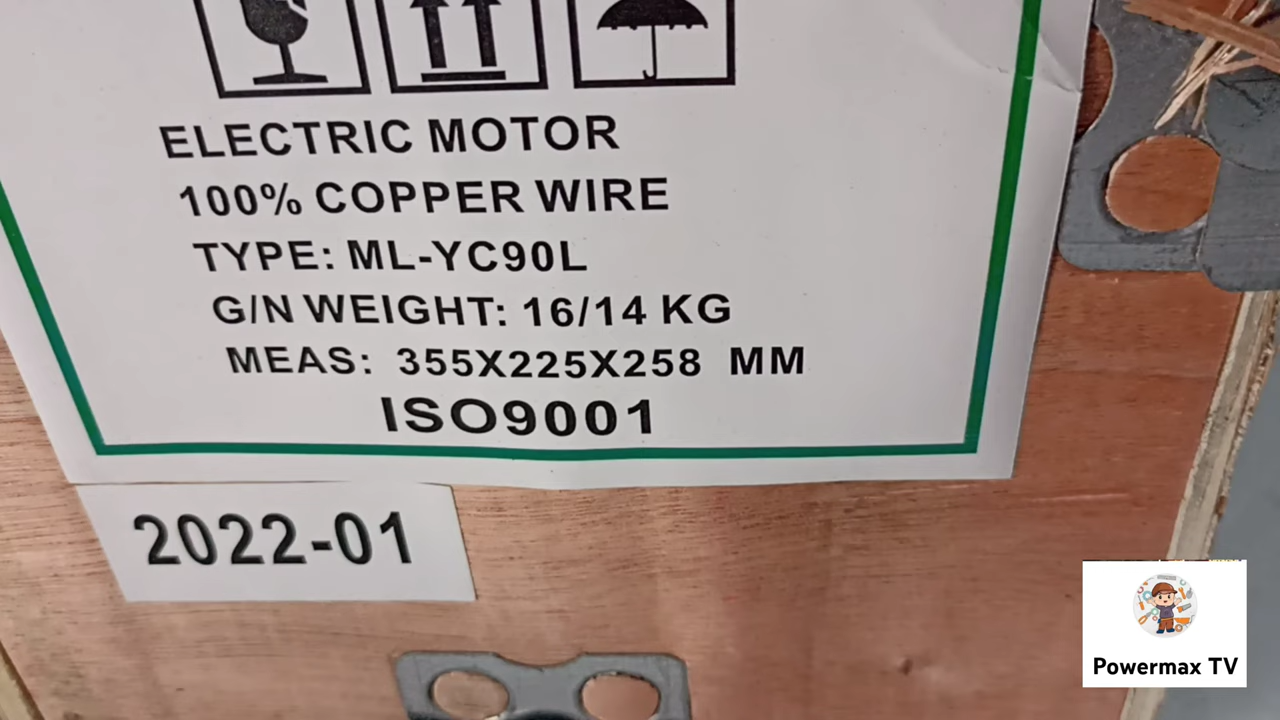 ELECTRIC MOTOR
100% COPPER WIRE
TYPE: ML-YC90L
G/N WEIGHT: 16/14 KG
MEAS: 355X225X258 MM
ISO9001
2022-01
Powermax TV